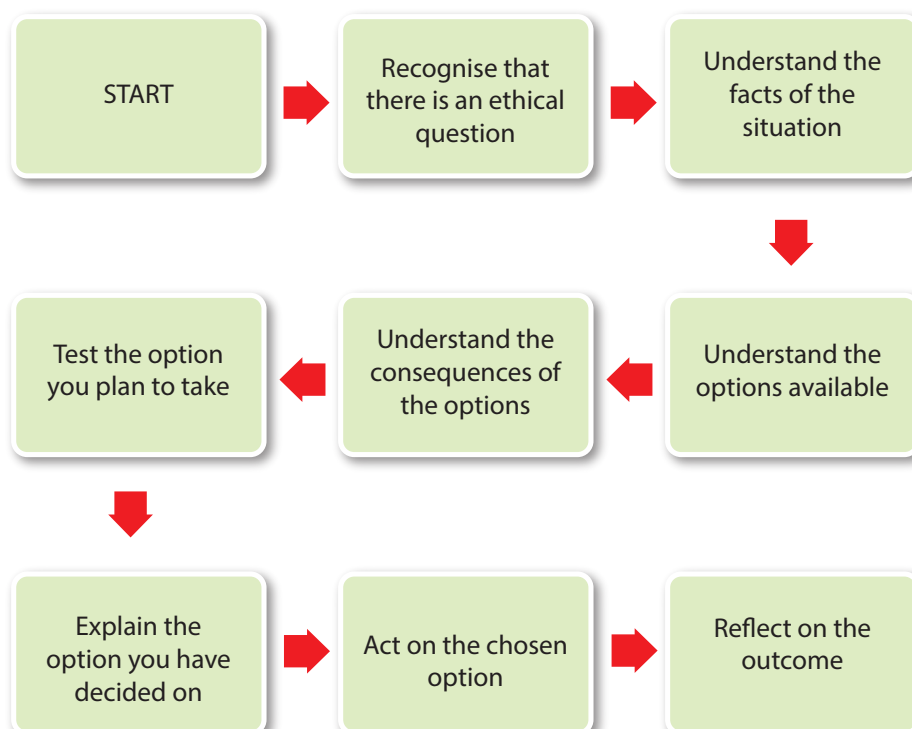 START
Recognise that
there is an ethical
question
Understand the
facts of the
situation
Understand the
options available
Understand the
consequences of
the options
Test the option
you plan to take
Explain the
option you have
decided on
Act on the chosen
option
Reflect on the
outcome